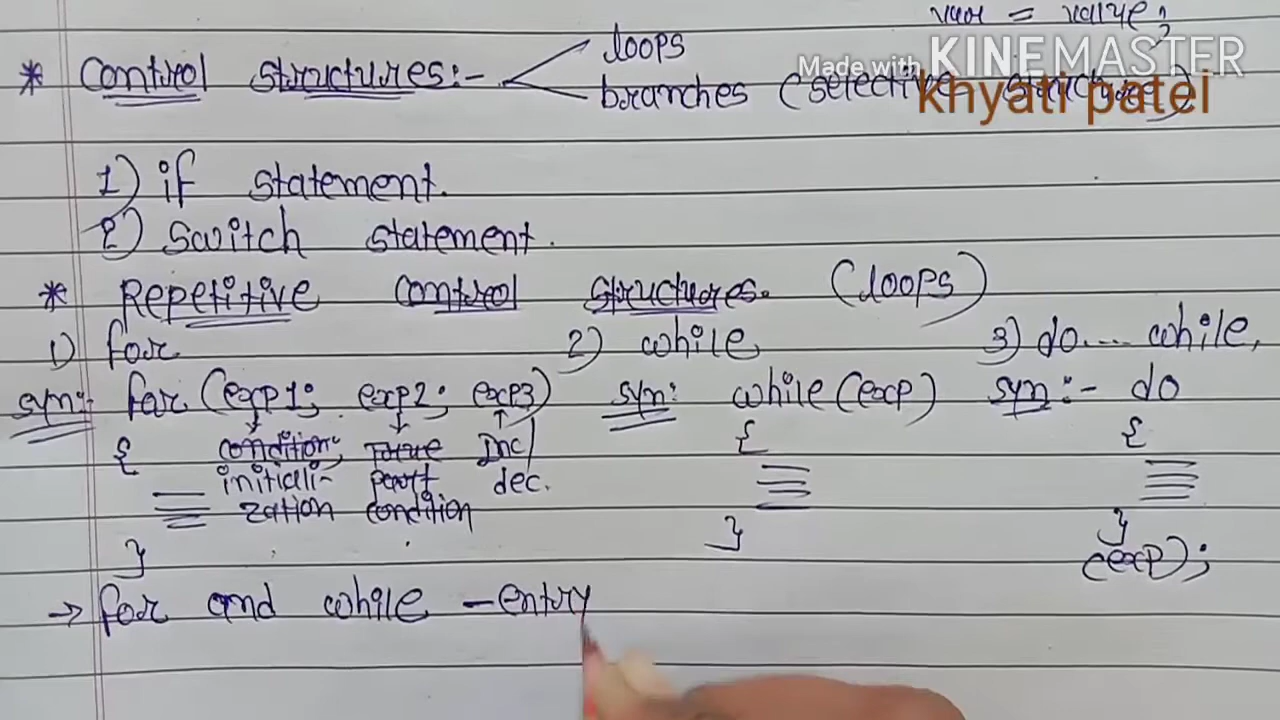 var = value;
Made with KINEMASTER
khyati patel
* Control structures:- loops
branches (selective structure)
1) if statement.
2) Switch statement.
* Repetitive control structures. (loops)
1) for 2) while 3) do.... while
syn:- for (exp1; exp2; exp3) syn: while (exp) syn:- do
{ condition; Inc/ { {
initiali- part dec.
zation condition
} } }
(exp);
→ for and while - entry